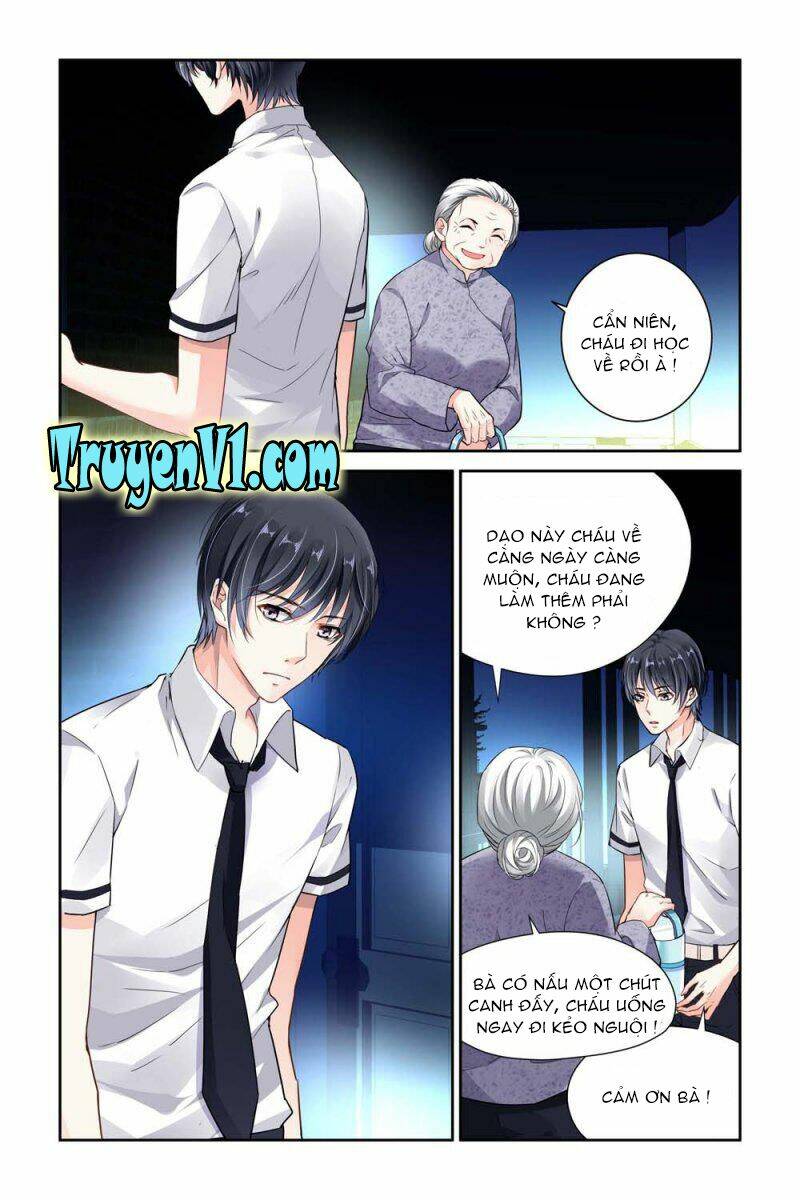 CẨN NIÊN,
CHÁU ĐI HỌC
VỀ RỒI À !
TruyenV1.com
DẠO NÀY CHÁU VỀ
CÀNG NGÀY CÀNG
MUỘN, CHÁU ĐANG
LÀM THÊM PHẢI
KHÔNG ?
BÀ CÓ NẤU MỘT CHÚT
CANH ĐẤY, CHÁU UỐNG
NGAY ĐI KẺO NGUỘI !
CẢM ƠN BÀ !